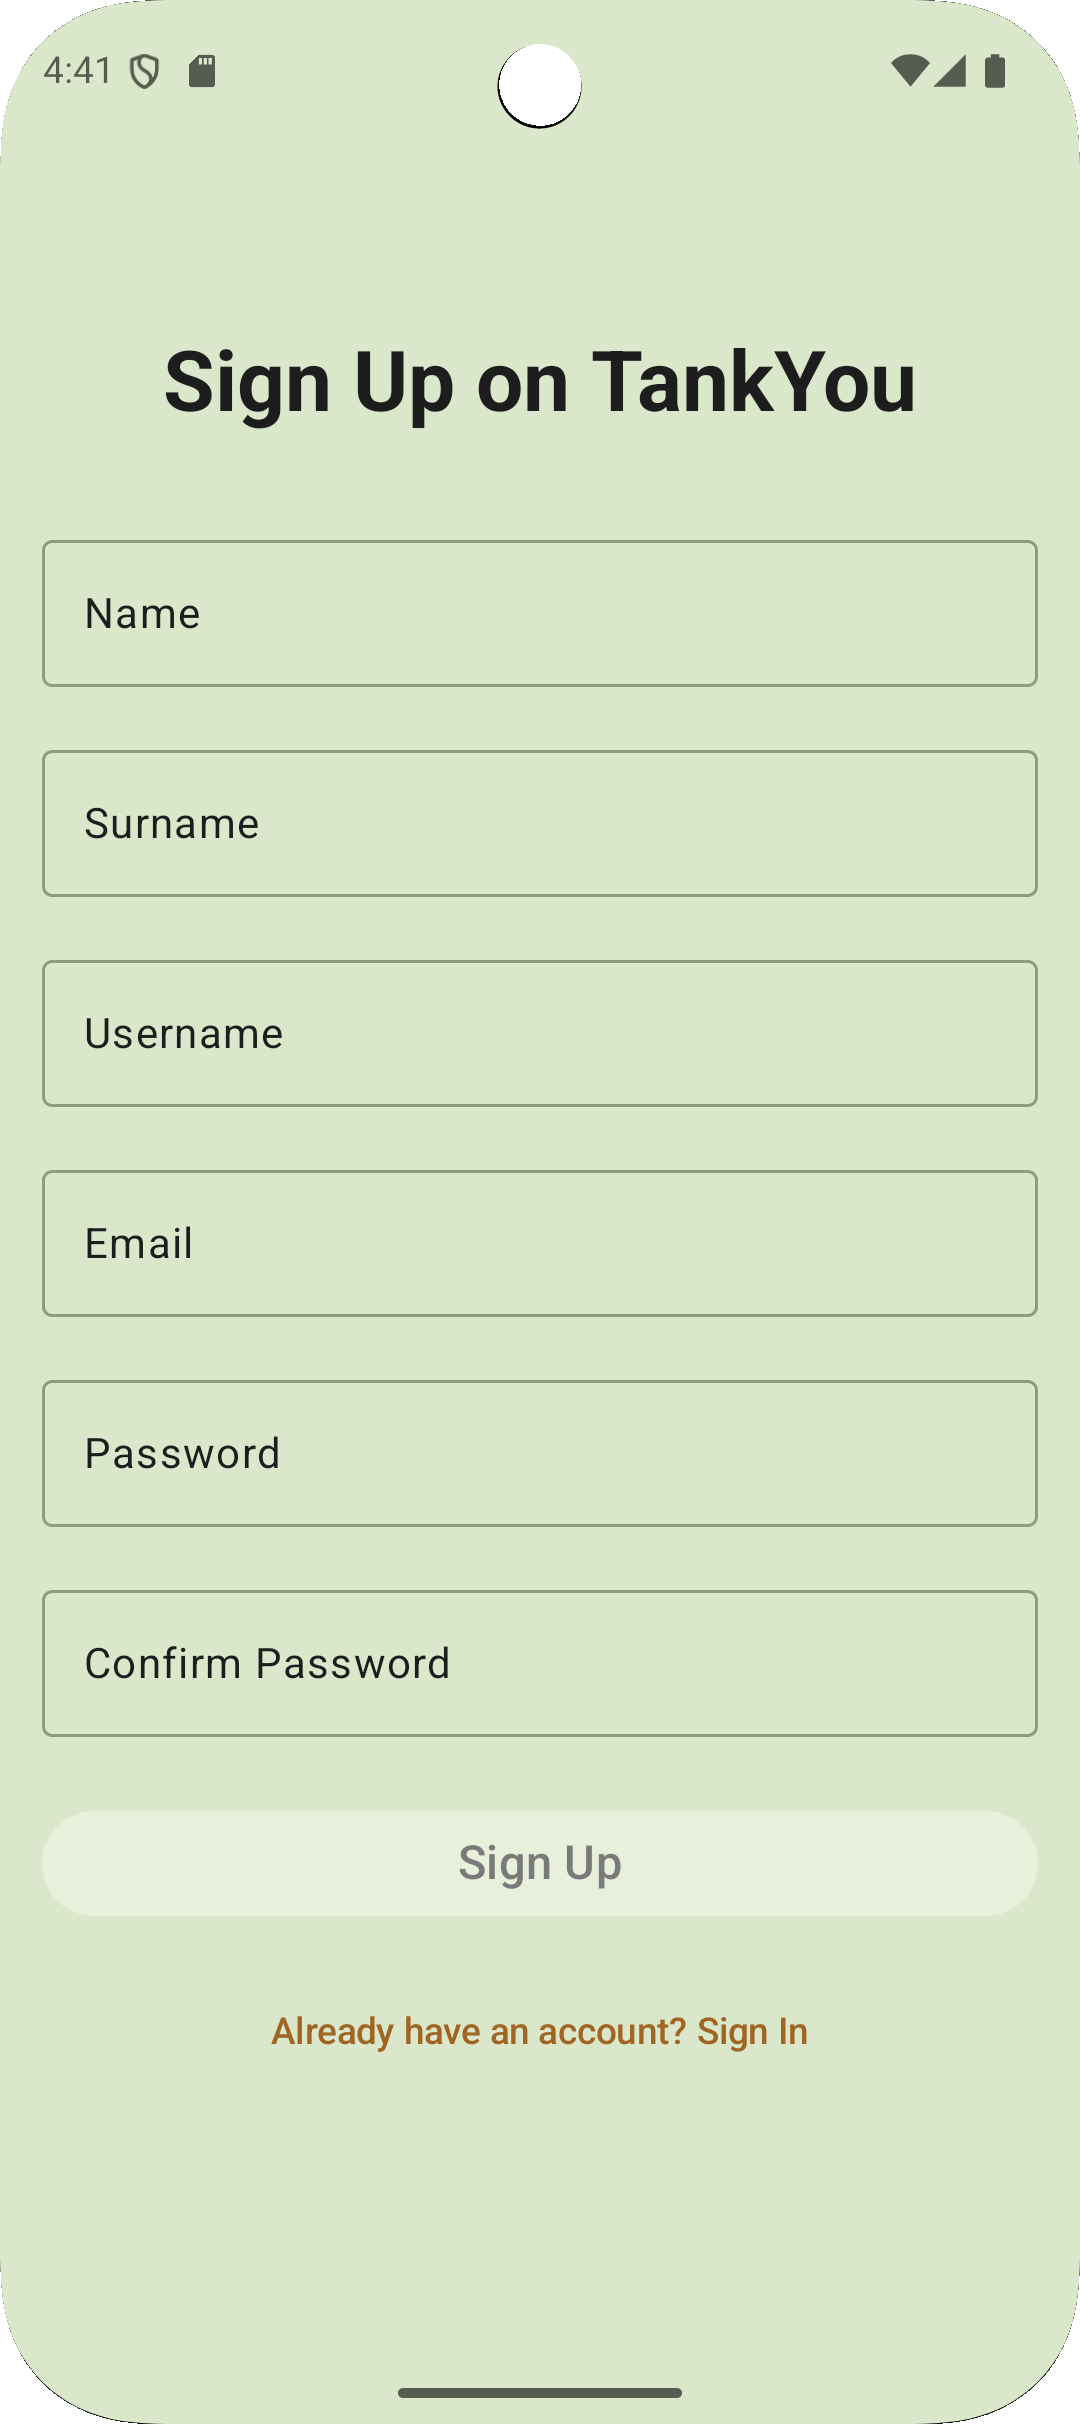 4:41
Sign Up on TankYou
Name
Surname
Username
Email
Password
Confirm Password
Sign Up
Already have an account? Sign In